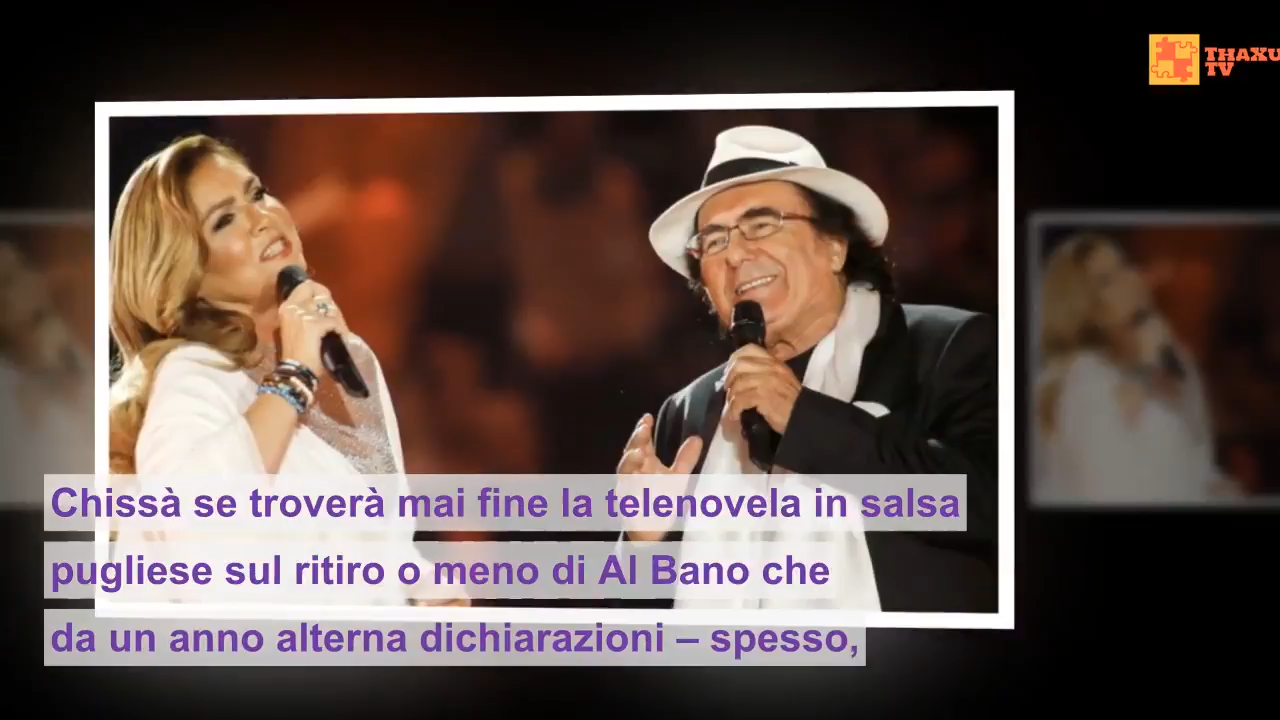 THAXU
TV
Chissà se troverà mai fine la telenovela in salsa
pugliese sul ritiro o meno di Al Bano che
da un anno alterna dichiarazioni – spesso,